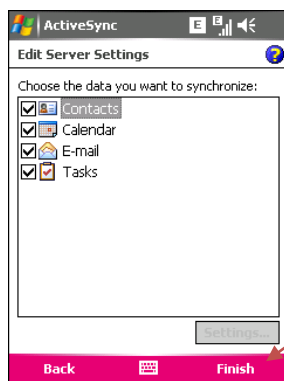 ActiveSync E E
Edit Server Settings ?
Choose the data you want to synchronize:
Contacts
Calendar
E-mail
Tasks
Settings...
Back Finish